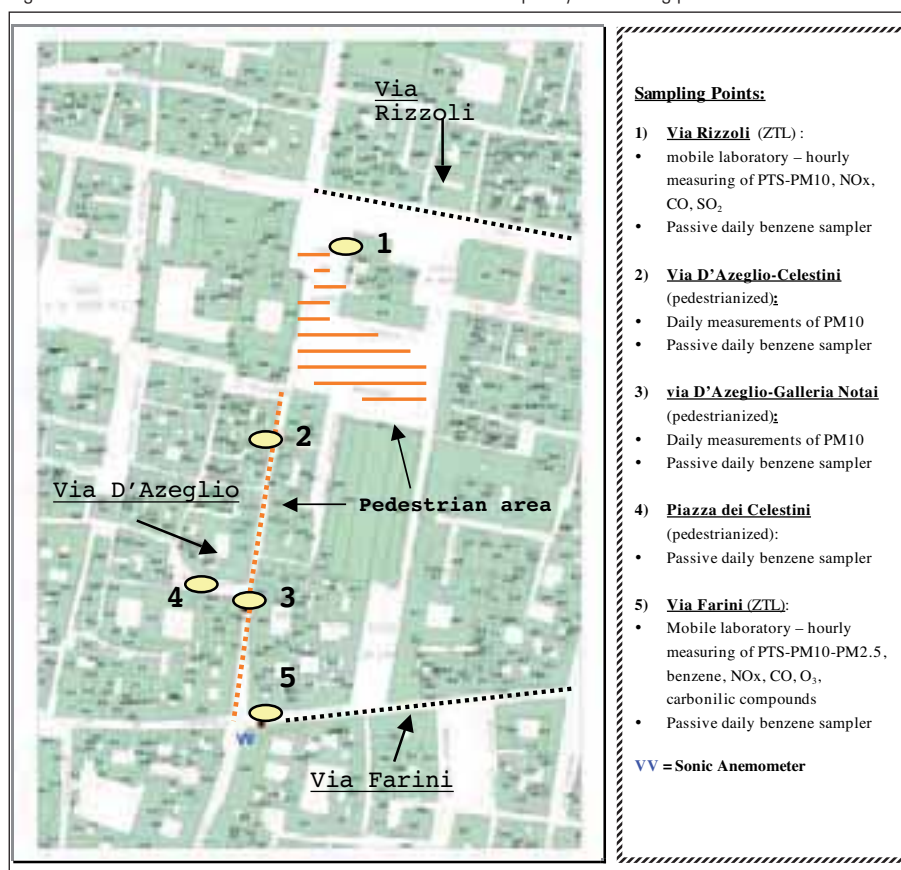 Via
Rizzoli
1
2
Via D'Azeglio
Pedestrian area
4
3
5
VV
Via Farini
Sampling Points:
1) Via Rizzoli (ZTL) :
• mobile laboratory – hourly
measuring of PTS-PM10, NOx,
CO, SO₂
• Passive daily benzene sampler
2) Via D'Azeglio-Celestini
(pedestrianized):
• Daily measurements of PM10
• Passive daily benzene sampler
3) via D'Azeglio-Galleria Notai
(pedestrianized):
• Daily measurements of PM10
• Passive daily benzene sampler
4) Piazza dei Celestini
(pedestrianized):
• Passive daily benzene sampler
5) Via Farini (ZTL):
• Mobile laboratory – hourly
measuring of PTS-PM10-PM2.5,
benzene, NOx, CO, O₃,
carbonilic compounds
• Passive daily benzene sampler
VV = Sonic Anemometer